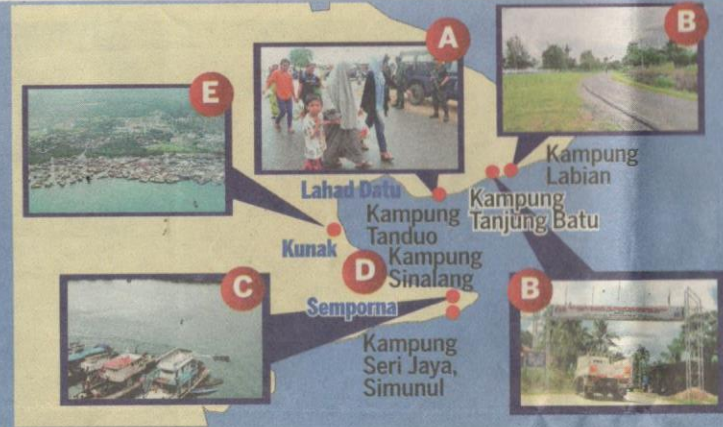 A
B
E
Kampung
Labian
Lahad Datu
Kampung
Tanduo
Kampung
Tanjung Batu
Kunak
D
Kampung
Sinalang
C
B
Semporna
Kampung
Seri Jaya,
Simunul